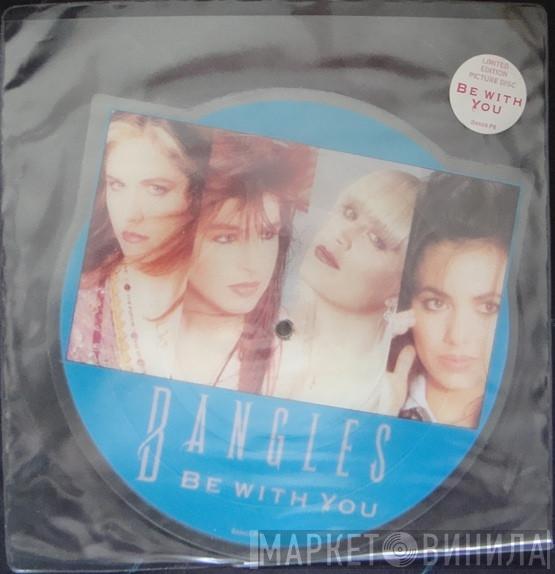 LIMITED
EDITION
PICTURE DISC
BE WITH
YOU
BANGLES
BE WITH YOU
МАРКЕТ ВИНИЛА